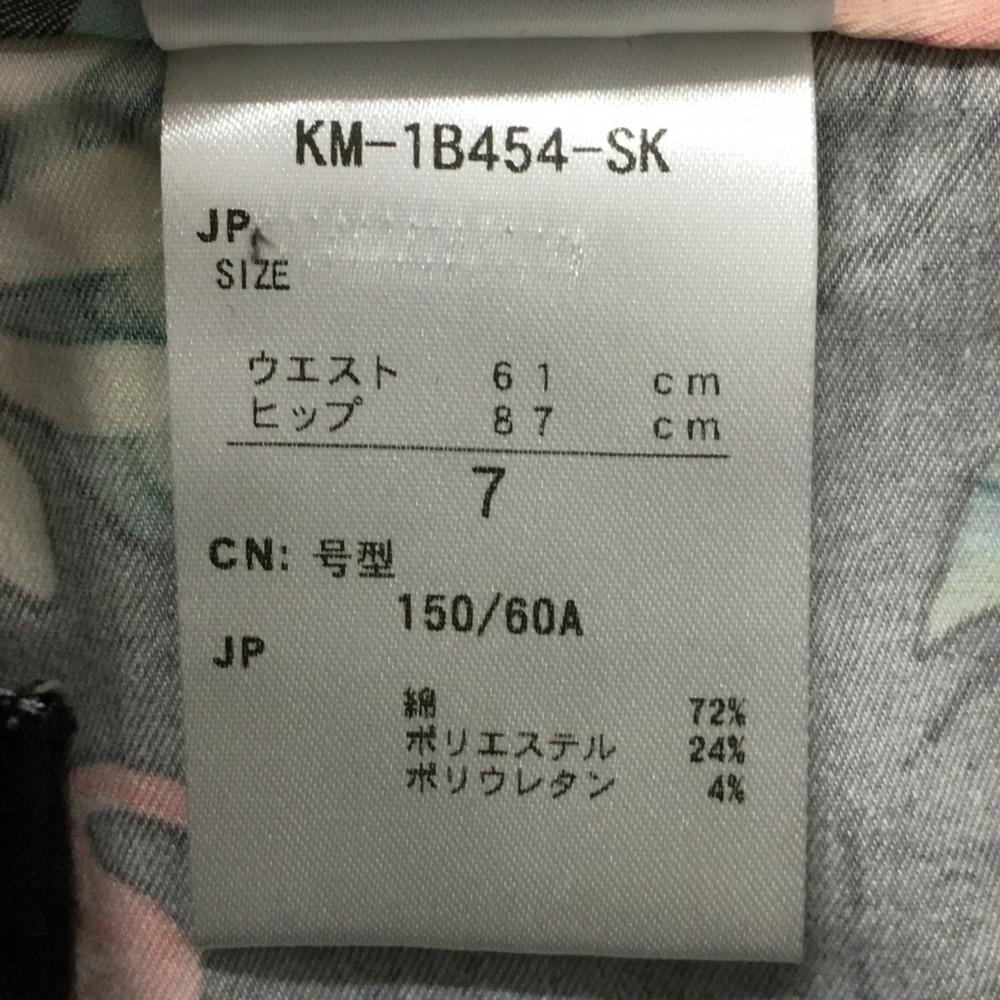 KM-1B454-SK
JP
SIZE
ウエスト 61 cm
ヒップ 87 cm
7
CN: 号型
150/60A
JP
綿 72%
ポリエステル 24%
ポリウレタン 4%